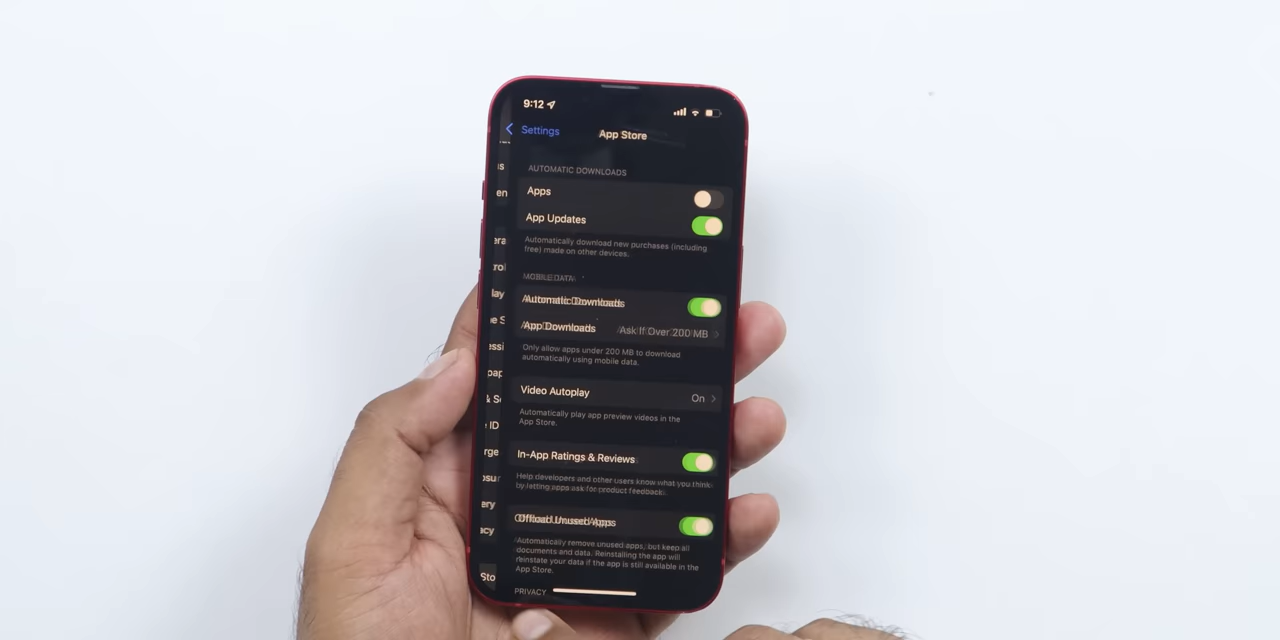 9:12
Settings
App Store
AUTOMATIC DOWNLOADS
Apps
App Updates
Automatically download new purchases (including
free) made on other devices.
MOBILE DATA
Automatic Downloads
App Downloads Ask If Over 200 MB
Only allow apps under 200 MB to download
automatically using mobile data.
Video Autoplay On
Automatically play app preview videos in the
App Store.
In-App Ratings & Reviews
Help developers and other users know what you think
by letting apps ask for product feedback.
Offload Unused Apps
Automatically remove unused apps, but keep all
documents and data. Reinstalling the app will
reinstate your data if the app is still available in the
App Store.
PRIVACY